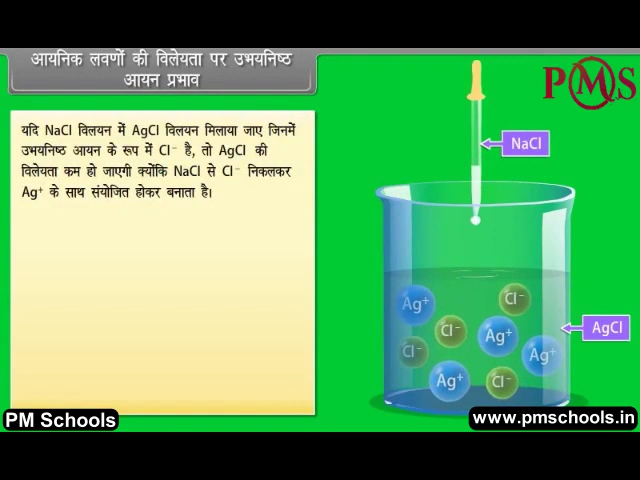 आयनिक लवणों की विलेयता पर उभयनिष्ठ
आयन प्रभाव
PMS
यदि NaCl विलयन में AgCl विलयन मिलाया जाए जिनमें
उभयनिष्ठ आयन के रूप में Cl⁻ है, तो AgCl की
विलेयता कम हो जाएगी क्योंकि NaCl से Cl⁻ निकलकर
Ag⁺ के साथ संयोजित होकर बनाता है।
NaCl
Ag⁺
Cl⁻
Cl⁻
Ag⁺
AgCl
Cl⁻
Ag⁺
Ag⁺
Cl⁻
PM Schools
www.pmschools.in